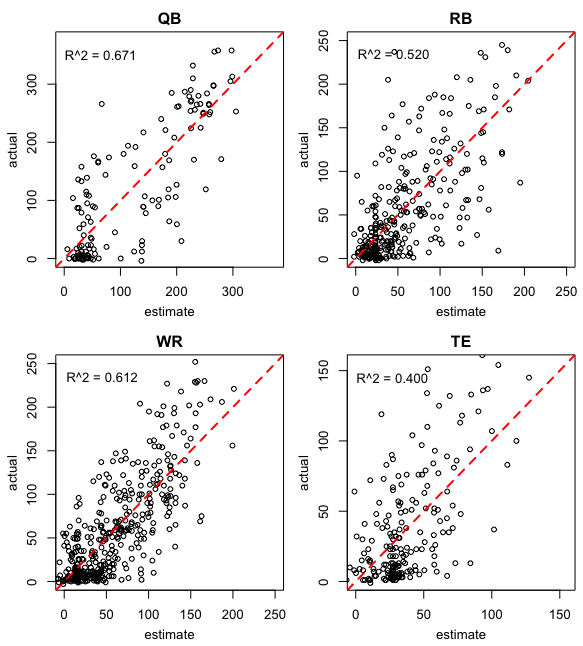 QB
R^2 = 0.671
actual
0 100 200 300
0 100 200 300
estimate
RB
R^2 = 0.520
actual
0 50 100 150 200 250
0 50 100 150 200 250
estimate
WR
R^2 = 0.612
actual
0 50 100 150 200 250
0 50 100 150 200 250
estimate
TE
R^2 = 0.400
actual
0 50 100 150
0 50 100 150
estimate